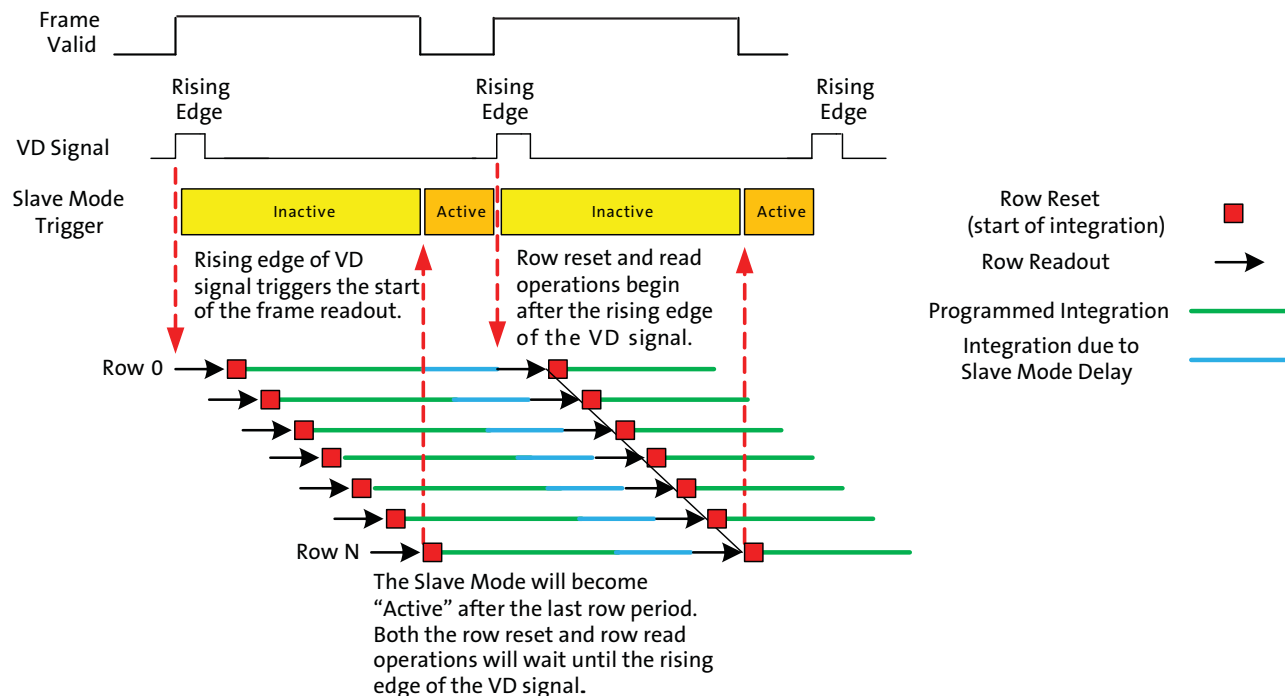 Frame
Valid
Rising
Edge
Rising
Edge
Rising
Edge
VD Signal
Slave Mode
Trigger
Inactive
Active
Inactive
Active
Rising edge of VD
signal triggers the start
of the frame readout.
Row reset and read
operations begin
after the rising edge
of the VD signal.
Row 0
Row N
The Slave Mode will become
“Active” after the last row period.
Both the row reset and row read
operations will wait until the rising
edge of the VD signal.
Row Reset
(start of integration)
Row Readout
Programmed Integration
Integration due to
Slave Mode Delay